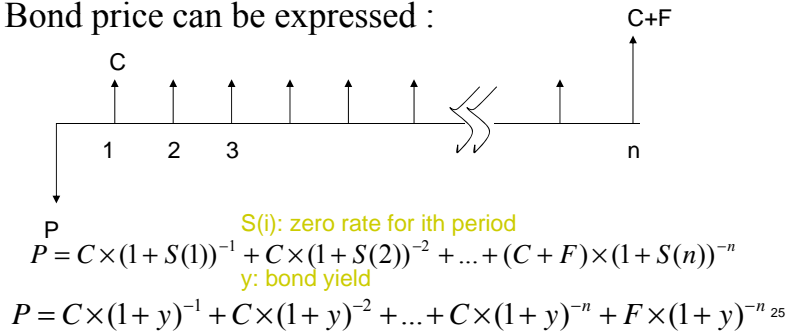 Bond price can be expressed :
C+F
C
1 2 3 n
P
S(i): zero rate for ith period
P = C×(1+S(1))⁻¹ + C×(1+S(2))⁻² + ... + (C+F)×(1+S(n))⁻ⁿ
y: bond yield
P = C×(1+y)⁻¹ + C×(1+y)⁻² + ... + C×(1+y)⁻ⁿ + F×(1+y)⁻ⁿ 25